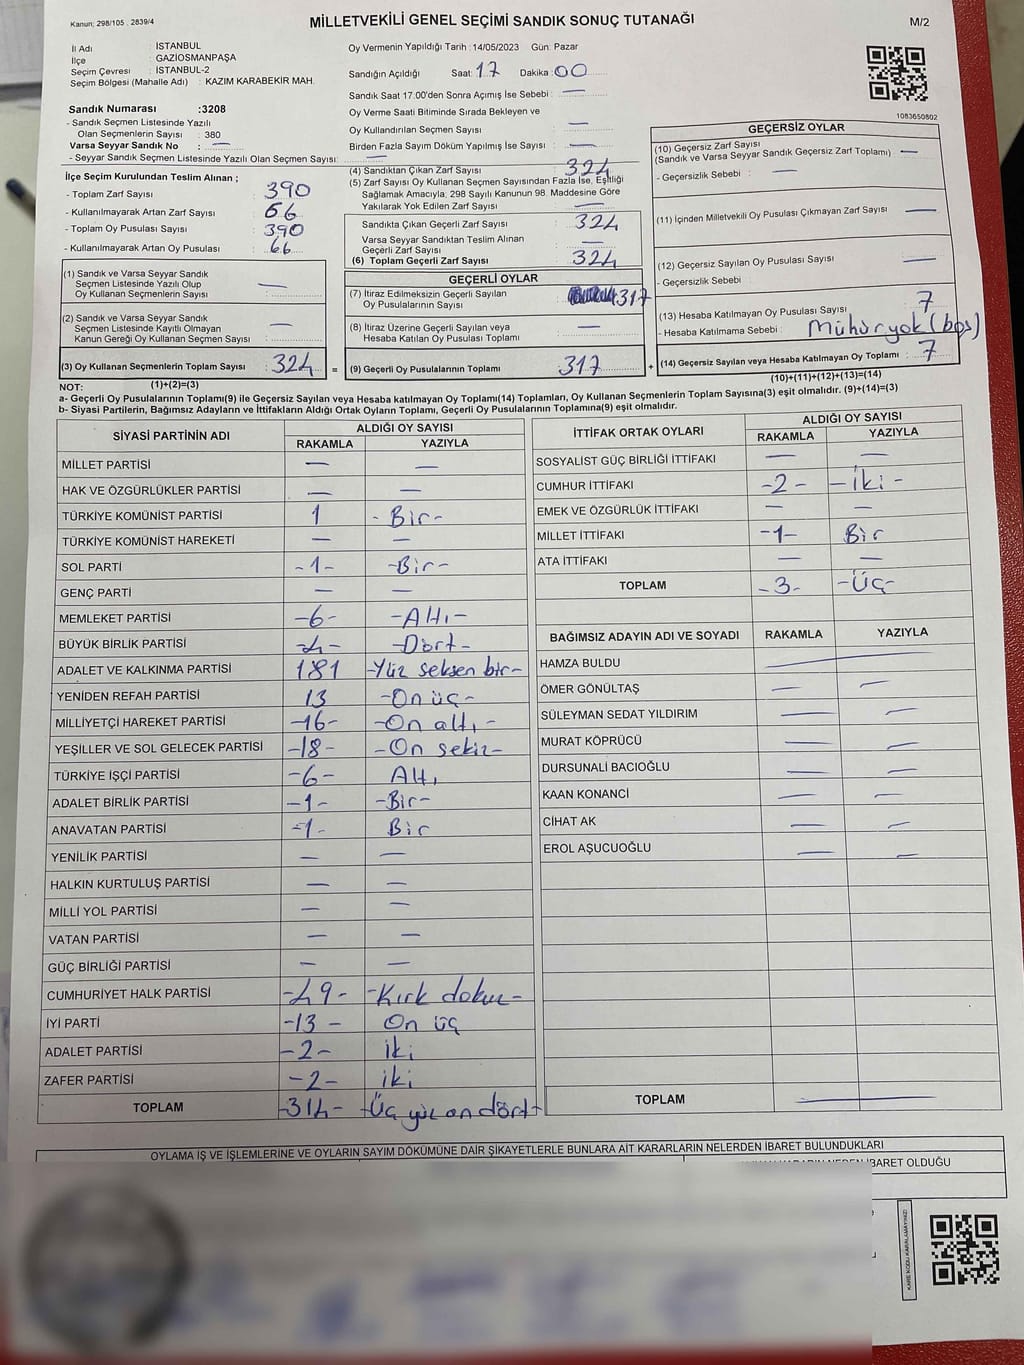 Kanun: 298/105 : 2839/4
MİLLETVEKİLİ GENEL SEÇİMİ SANDIK SONUÇ TUTANAĞI
M/2
İl Adı : İSTANBUL
İlçe : GAZİOSMANPAŞA
Seçim Çevresi : İSTANBUL-2
Seçim Bölgesi (Mahalle Adı) : KAZIM KARABEKİR MAH.
Oy Vermenin Yapıldığı Tarih : 14/05/2023 Gün: Pazar
Sandığın Açıldığı Saat: 17 Dakika: 00
Sandık Saat 17.00'den Sonra Açımış İse Sebebi : —
Oy Verme Saati Bitiminde Sırada Bekleyen ve
Oy Kullandırılan Seçmen Sayısı : —
Birden Fazla Sayım Döküm Yapılmış İse Sayısı : —
1083650802
Sandık Numarası :3208
- Sandık Seçmen Listesinde Yazılı
Olan Seçmenlerin Sayısı : 380
Varsa Seyyar Sandık No : —
- Seyyar Sandık Seçmen Listesinde Yazılı Olan Seçmen Sayısı: —
İlçe Seçim Kurulundan Teslim Alınan ;
- Toplam Zarf Sayısı : 390
- Kullanılmayarak Artan Zarf Sayısı : 66
- Toplam Oy Pusulası Sayısı : 390
- Kullanılmayarak Artan Oy Pusulası : 66
(1) Sandık ve Varsa Seyyar Sandık
Seçmen Listesinde Yazılı Olup
Oy Kullanan Seçmenlerin Sayısı : —
(2) Sandık ve Varsa Seyyar Sandık
Seçmen Listesinde Kayıtlı Olmayan
Kanun Gereği Oy Kullanan Seçmen Sayısı : —
(3) Oy Kullanan Seçmenlerin Toplam Sayısı : 324 =
(1)+(2)=(3)
(4) Sandıktan Çıkan Zarf Sayısı : 324
(5) Zarf Sayısı Oy Kullanan Seçmen Sayısından Fazla İse, Eşitliği
Sağlamak Amacıyla, 298 Sayılı Kanunun 98. Maddesine Göre
Yakılarak Yok Edilen Zarf Sayısı : —
Sandıkta Çıkan Geçerli Zarf Sayısı : 324
Varsa Seyyar Sandıktan Teslim Alınan
Geçerli Zarf Sayısı : —
(6) Toplam Geçerli Zarf Sayısı : 324
GEÇERLİ OYLAR
(7) İtiraz Edilmeksizin Geçerli Sayılan
Oy Pusulalarının Sayısı : 317
(8) İtiraz Üzerine Geçerli Sayılan veya
Hesaba Katılan Oy Pusulaları Toplamı : —
(9) Geçerli Oy Pusulalarının Toplamı : 317 +
GEÇERSİZ OYLAR
(10) Geçersiz Zarf Sayısı
(Sandık ve Varsa Seyyar Sandık Geçersiz Zarf Toplamı) : —
- Geçersizlik Sebebi : —
(11) İçinden Milletvekili Oy Pusulası Çıkmayan Zarf Sayısı : —
(12) Geçersiz Sayılan Oy Pusulası Sayısı : —
- Geçersizlik Sebebi :
(13) Hesaba Katılmayan Oy Pusulası Sayısı : 7
- Hesaba Katılmama Sebebi : Mühür yok (boş)
(14) Geçersiz Sayılan veya Hesaba Katılmayan Oy Toplamı : 7
(10)+(11)+(12)+(13)=(14)
NOT:
a- Geçerli Oy Pusulalarının Toplamı(9) ile Geçersiz Sayılan veya Hesaba katılmayan Oy Toplamı(14) Toplamları, Oy Kullanan Seçmenlerin Toplam Sayısına(3) eşit olmalıdır. (9)+(14)=(3)
b- Siyasi Partilerin, Bağımsız Adayların ve İttifakların Aldığı Ortak Oyların Toplamı, Geçerli Oy Pusulalarının Toplamına(9) eşit olmalıdır.
SİYASİ PARTİNİN ADI ALDIĞI OY SAYISI
RAKAMLA YAZIYLA
MİLLET PARTİSİ — —
HAK VE ÖZGÜRLÜKLER PARTİSİ — —
TÜRKİYE KOMÜNİST PARTİSİ 1 - Bir-
TÜRKİYE KOMÜNİST HAREKETİ — —
SOL PARTİ -1- -Bir-
GENÇ PARTİ — —
MEMLEKET PARTİSİ -6- -Altı-
BÜYÜK BİRLİK PARTİSİ -4- -Dört-
ADALET VE KALKINMA PARTİSİ 181 -Yüz seksen bir-
YENİDEN REFAH PARTİSİ 13 -On üç-
MİLLİYETÇİ HAREKET PARTİSİ -16- -On altı-
YEŞİLLER VE SOL GELECEK PARTİSİ -18- -On sekiz-
TÜRKİYE İŞÇİ PARTİSİ -6- Altı
ADALET BİRLİK PARTİSİ -1- -Bir-
ANAVATAN PARTİSİ -1- Bir
YENİLİK PARTİSİ — —
HALKIN KURTULUŞ PARTİSİ — —
MİLLİ YOL PARTİSİ — —
VATAN PARTİSİ — —
GÜÇ BİRLİĞİ PARTİSİ — —
CUMHURİYET HALK PARTİSİ -49- -Kırk dokuz-
İYİ PARTİ -13- On üç
ADALET PARTİSİ -2- iki
ZAFER PARTİSİ -2- iki
TOPLAM -314- -Üç yüz on dört-
İTTİFAK ORTAK OYLARI ALDIĞI OY SAYISI
RAKAMLA YAZIYLA
SOSYALİST GÜÇ BİRLİĞİ İTTİFAKI — —
CUMHUR İTTİFAKI -2- -İki-
EMEK VE ÖZGÜRLÜK İTTİFAKI — —
MİLLET İTTİFAKI -1- Bir
ATA İTTİFAKI — —
TOPLAM -3- -Üç-
BAĞIMSIZ ADAYIN ADI VE SOYADI RAKAMLA YAZIYLA
HAMZA BULDU —
ÖMER GÖNÜLTAŞ — —
SÜLEYMAN SEDAT YILDIRIM — —
MURAT KÖPRÜCÜ — —
DURSUNALİ BACIOĞLU — —
KAAN KONANCİ — —
CİHAT AK — —
EROL AŞUCUOĞLU — —
TOPLAM —
OYLAMA İŞ VE İŞLEMLERİNE VE OYLARIN SAYIM DÖKÜMÜNE DAİR ŞİKAYETLERLE BUNLARA AİT KARARLARIN NELERDEN İBARET BULUNDUKLARI
İBARET OLDUĞU
KARE KODU KARALAMAYINIZ!